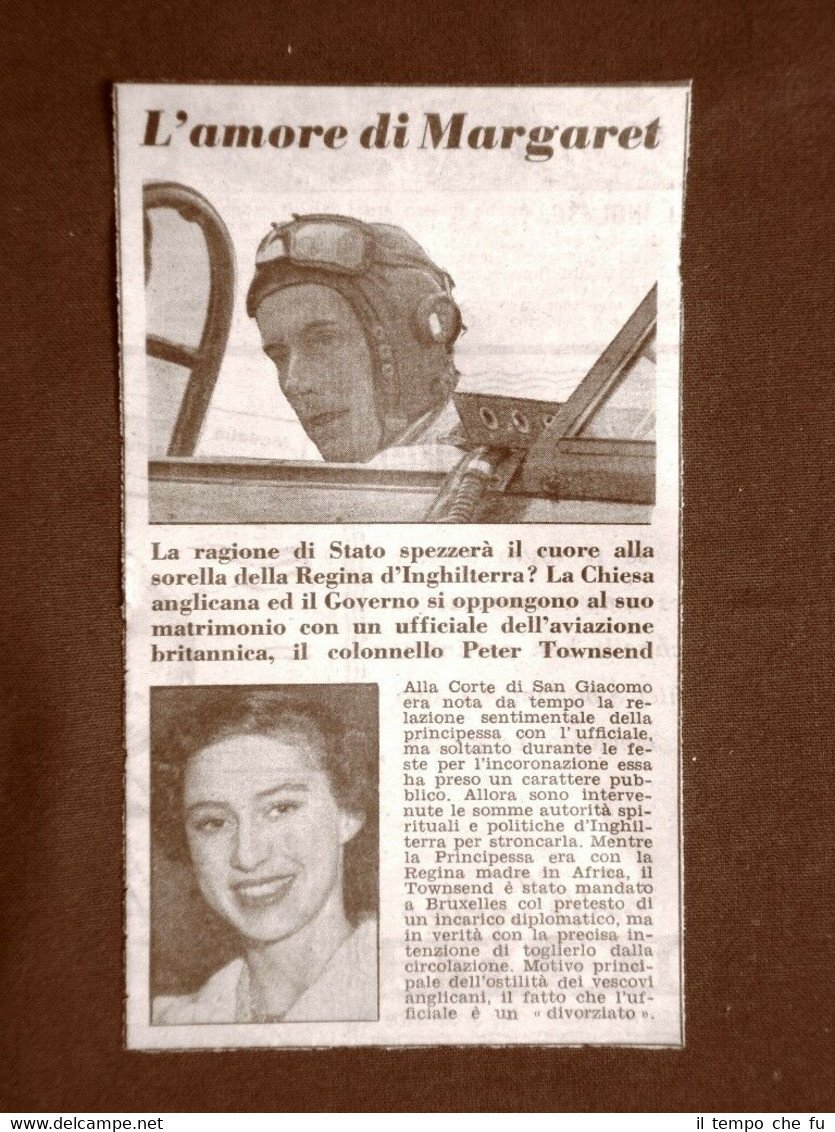 L'amore di Margaret
La ragione di Stato spezzerà il cuore alla
sorella della Regina d'Inghilterra? La Chiesa
anglicana ed il Governo si oppongono al suo
matrimonio con un ufficiale dell'aviazione
britannica, il colonnello Peter Townsend
Alla Corte di San Giacomo
era nota da tempo la re-
lazione sentimentale della
principessa con l'ufficiale,
ma soltanto durante le fe-
ste per l'incoronazione essa
ha preso un carattere pub-
blico. Allora sono interve-
nute le somme autorità spi-
rituali e politiche d'Inghil-
terra per stroncarla. Mentre
la Principessa era con la
Regina madre in Africa, il
Townsend è stato mandato
a Bruxelles col pretesto di
un incarico diplomatico, ma
in verità con la precisa in-
tenzione di toglierlo dalla
circolazione. Motivo princi-
pale dell'ostilità dei vescovi
anglicani, il fatto che l'uf-
ficiale è un « divorziato ».
il tempo che fu